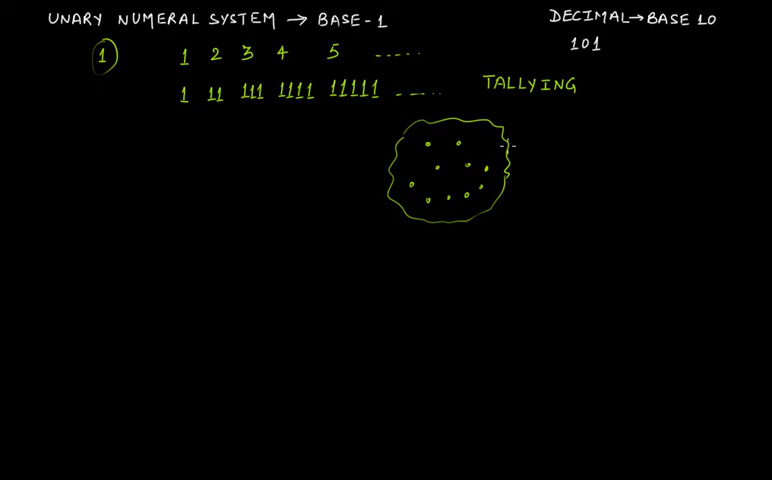 UNARY NUMERAL SYSTEM → BASE-1
DECIMAL→BASE 10
101
1 1 2 3 4 5 .....
1 11 111 1111 11111 .....
TALLYING